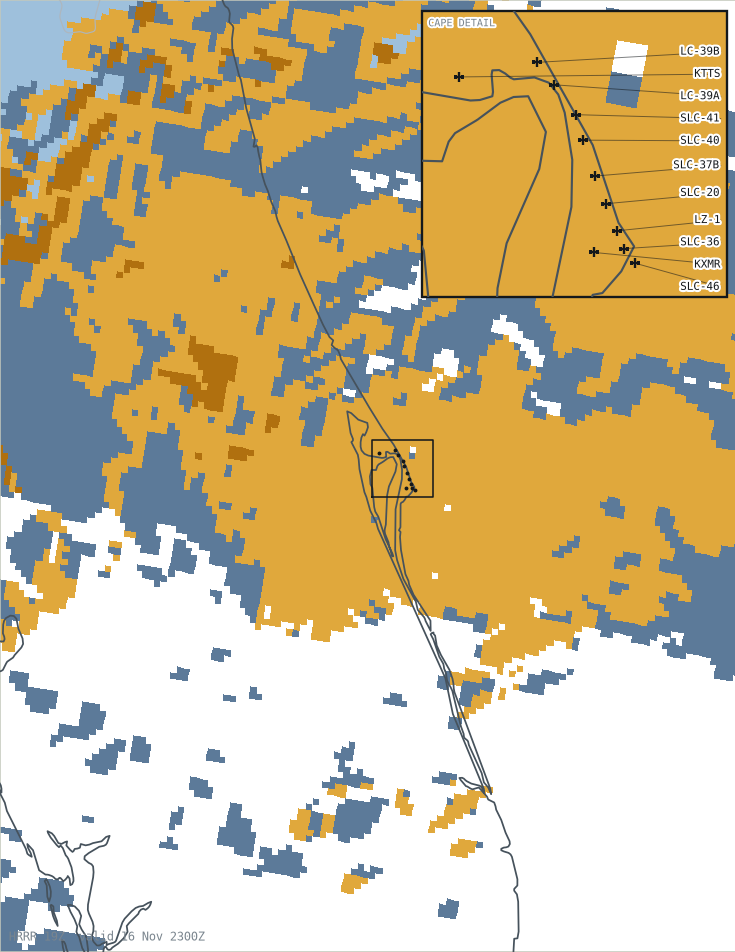 CAPE DETAIL
LC-39B
KTTS
LC-39A
SLC-41
SLC-40
SLC-37B
SLC-20
LZ-1
SLC-36
KXMR
SLC-46
valid 16 Nov 2300Z